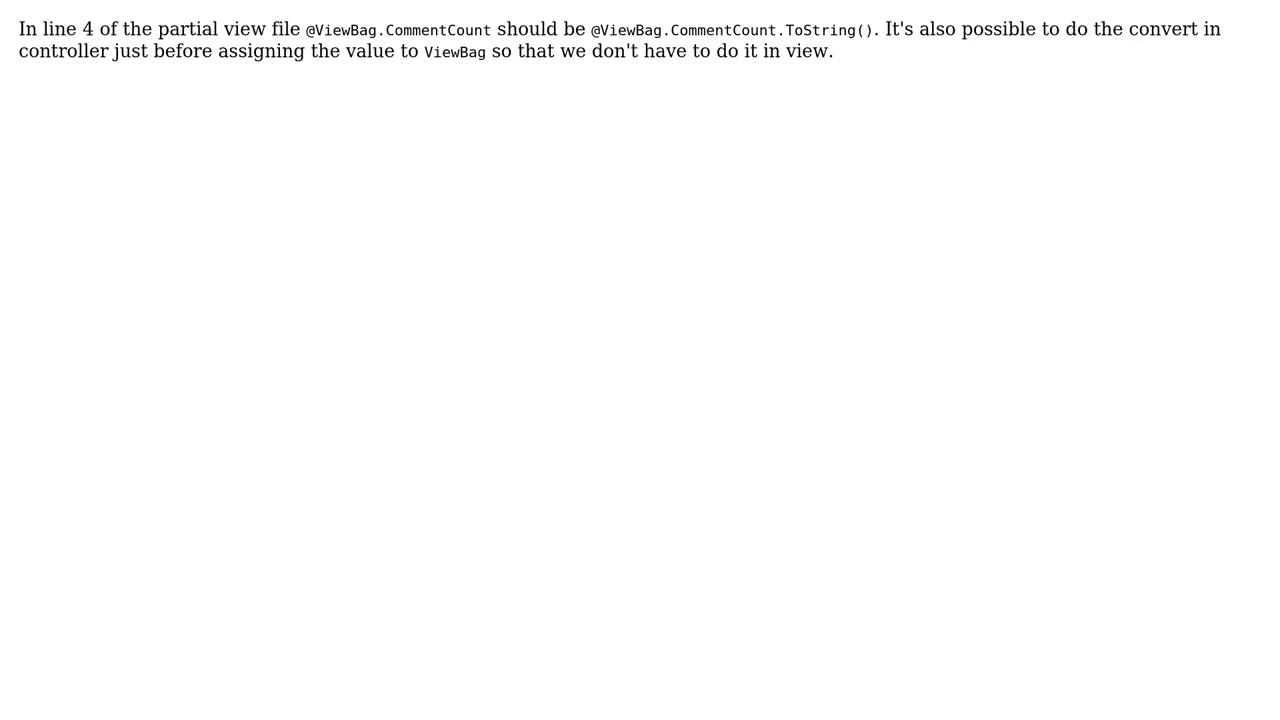 In line 4 of the partial view file @ViewBag.CommentCount should be @ViewBag.CommentCount.ToString(). It's also possible to do the convert in
controller just before assigning the value to ViewBag so that we don't have to do it in view.